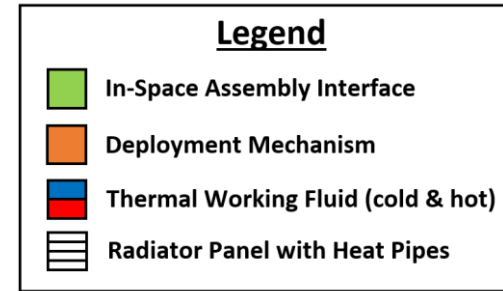 Legend
In-Space Assembly Interface
Deployment Mechanism
Thermal Working Fluid (cold & hot)
Radiator Panel with Heat Pipes